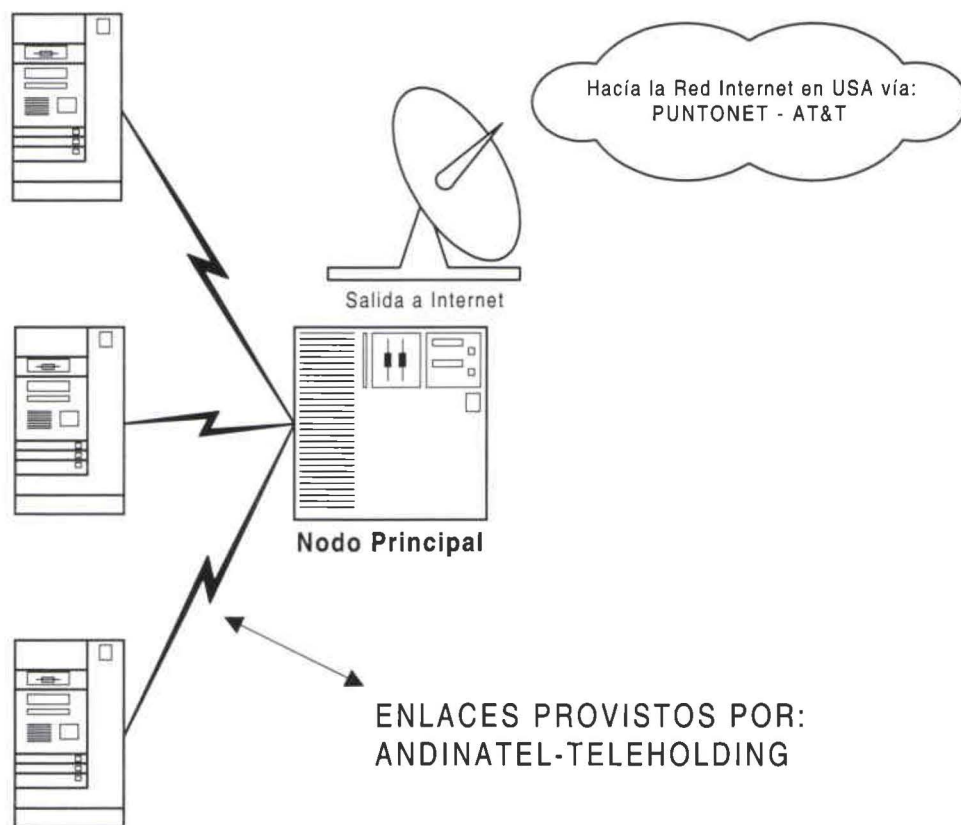 Hacía la Red Internet en USA vía:
PUNTONET - AT&T
Salida a Internet
Nodo Principal
ENLACES PROVISTOS POR:
ANDINATEL-TELEHOLDING